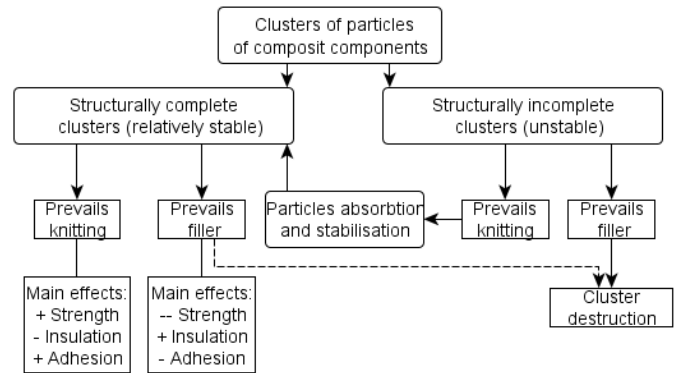 Clusters of particles
of composit components
Structurally complete
clusters (relatively stable)
Structurally incomplete
clusters (unstable)
Prevails
knitting
Prevails
filler
Particles absorbtion
and stabilisation
Prevails
knitting
Prevails
filler
Main effects:
+ Strength
- Insulation
+ Adhesion
Main effects:
-- Strength
+ Insulation
- Adhesion
Cluster
destruction